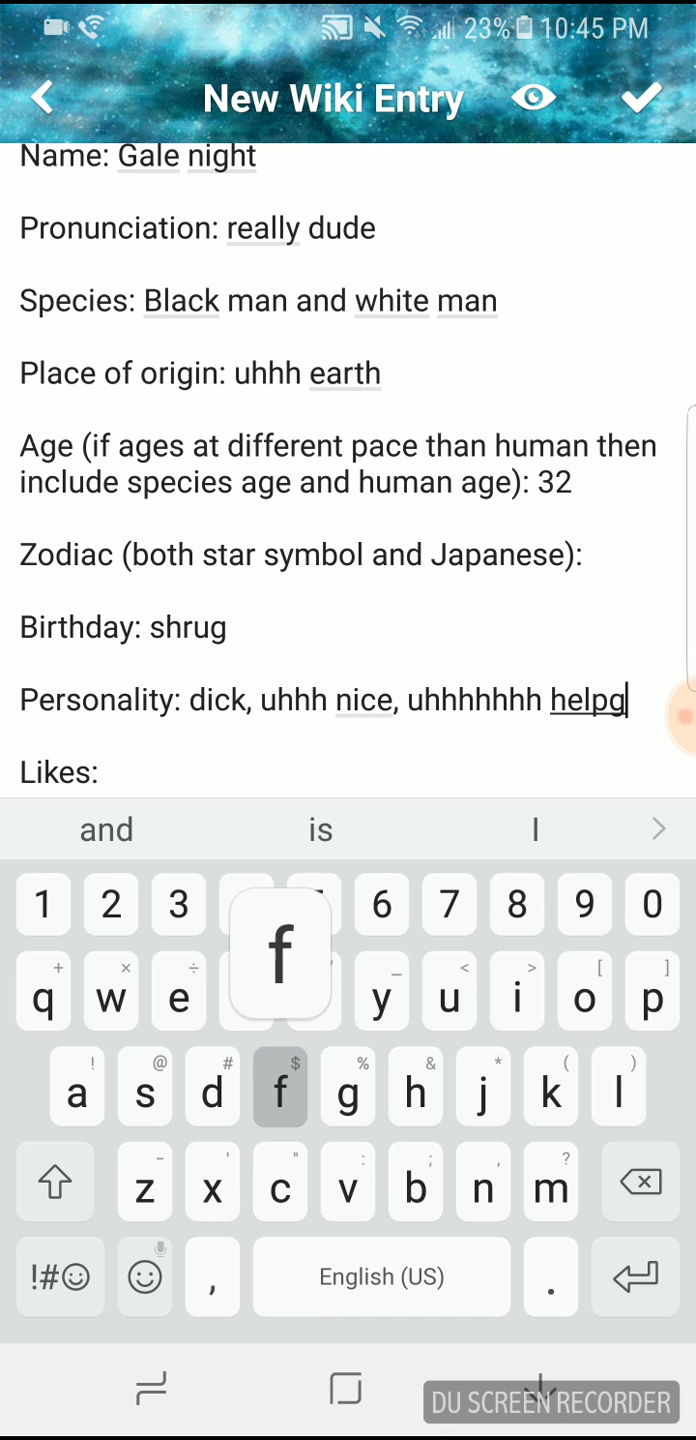 23% 10:45 PM
New Wiki Entry
Name: Gale night
Pronunciation: really dude
Species: Black man and white man
Place of origin: uhhh earth
Age (if ages at different pace than human then
include species age and human age): 32
Zodiac (both star symbol and Japanese):
Birthday: shrug
Personality: dick, uhhh nice, uhhhhhhh helpg
Likes:
and is I >
1 2 3 6 7 8 9 0
f
+ × ÷ _ < > [ ]
q w e y u i o p
! @ # $ % & * ( )
a s d f g h j k l
- ' " : ; , ?
z x c v b n m
!#☺ , English (US) .
DU SCREEN RECORDER